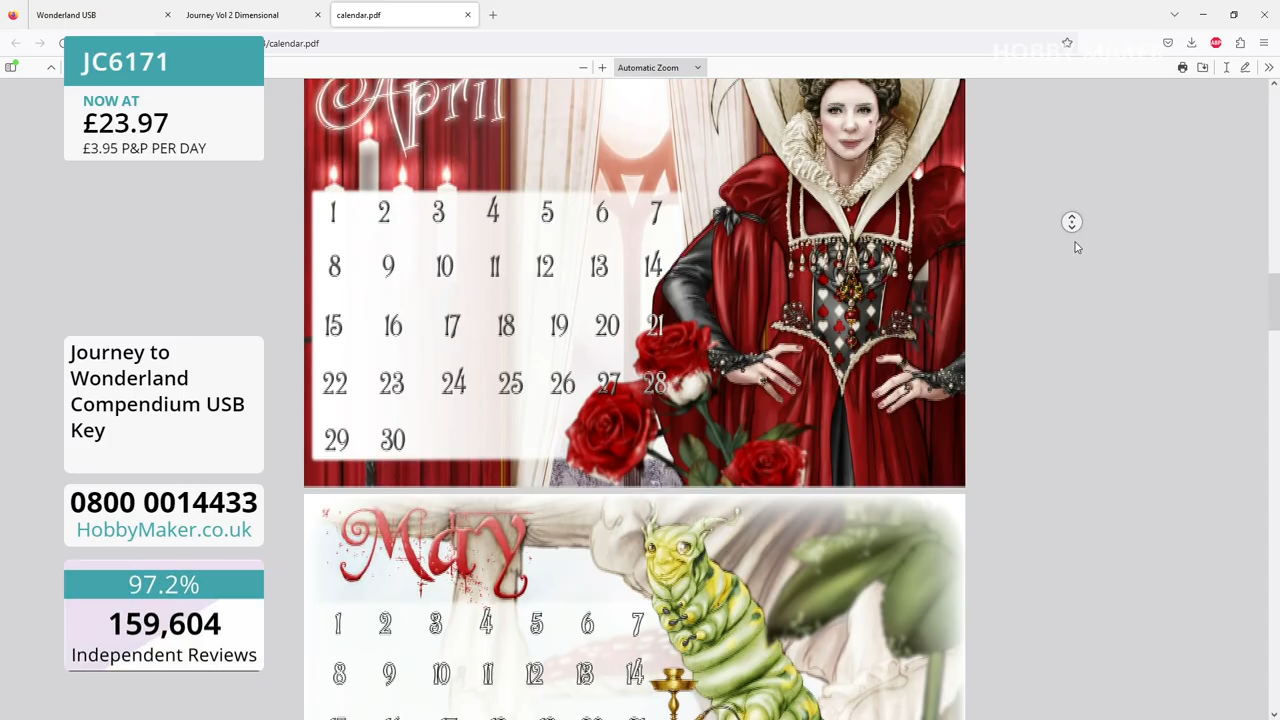 Wonderland USB
Journey Vol 2 Dimensional
calendar.pdf
/calendar.pdf
HOBBY MAKER
Automatic Zoom
JC6171
NOW AT
£23.97
£3.95 P&P PER DAY
Journey to
Wonderland
Compendium USB
Key
0800 0014433
HobbyMaker.co.uk
97.2%
159,604
Independent Reviews
April
1 2 3 4 5 6 7
8 9 10 11 12 13 14
15 16 17 18 19 20 21
22 23 24 25 26 27 28
29 30
May
1 2 3 4 5 6 7
8 9 10 11 12 13 14